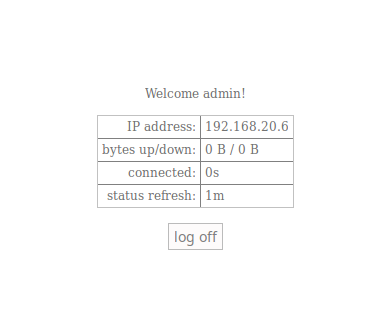 Welcome admin!
IP address: 192.168.20.6
bytes up/down: 0 B / 0 B
connected: 0s
status refresh: 1m
log off